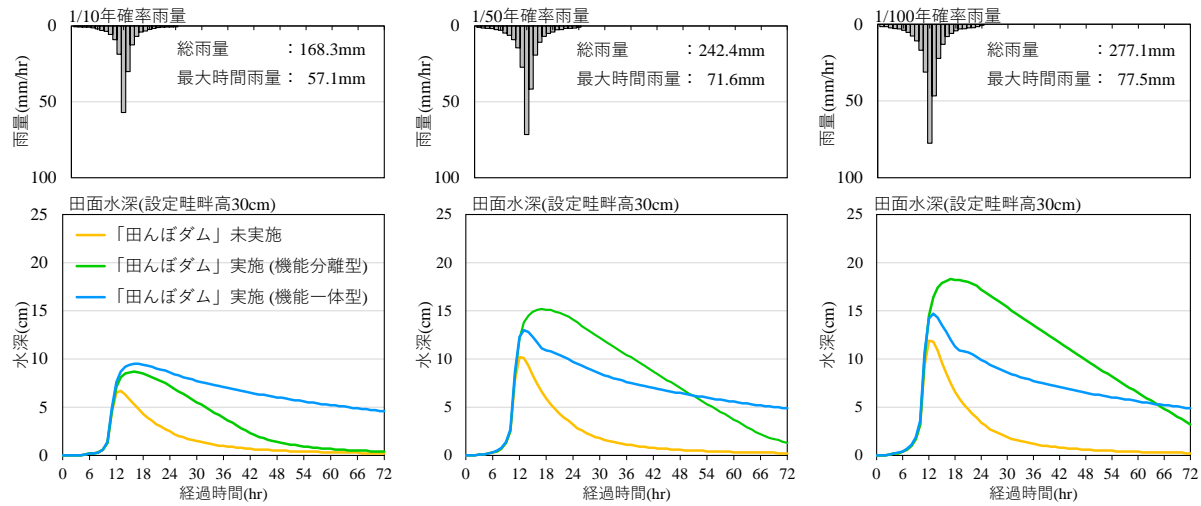 1/10年確率雨量
0
50
100
雨量(mm/hr)
総雨量 :168.3mm
最大時間雨量: 57.1mm
1/50年確率雨量
0
50
100
雨量(mm/hr)
総雨量 :242.4mm
最大時間雨量: 71.6mm
1/100年確率雨量
0
50
100
雨量(mm/hr)
総雨量 :277.1mm
最大時間雨量: 77.5mm
田面水深(設定畦畔高30cm)
25
20
15
10
5
0
水深(cm)
「田んぼダム」未実施
「田んぼダム」実施 (機能分離型)
「田んぼダム」実施 (機能一体型)
0 6 12 18 24 30 36 42 48 54 60 66 72
経過時間(hr)
田面水深(設定畦畔高30cm)
25
20
15
10
5
0
水深(cm)
0 6 12 18 24 30 36 42 48 54 60 66 72
経過時間(hr)
田面水深(設定畦畔高30cm)
25
20
15
10
5
0
水深(cm)
0 6 12 18 24 30 36 42 48 54 60 66 72
経過時間(hr)